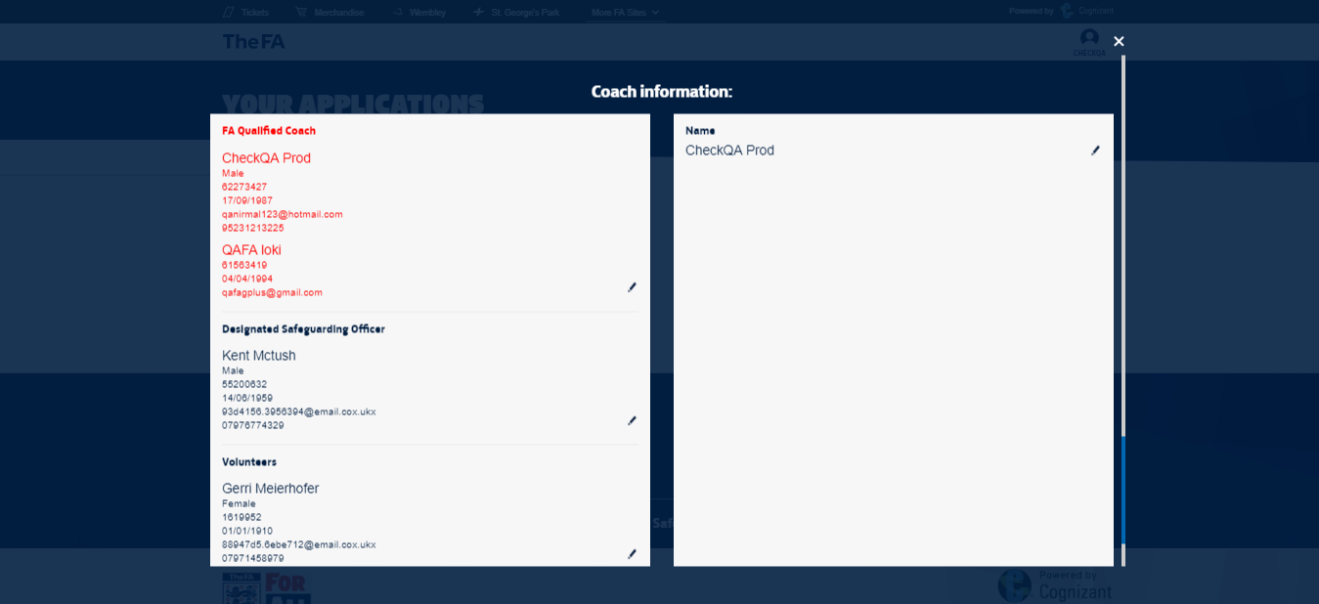 Tickets
Merchandise
Wembley
St. George's Park
More FA Sites
Powered by
Cognizant
TheFA
CHECKQA
YOUR APPLICATIONS
Coach information:
FA Qualified Coach
CheckQA Prod
Male
62273427
17/09/1987
qanirmal123@hotmail.com
95231213225
QAFA loki
61563419
04/04/1994
qafagplus@gmail.com
Designated Safeguarding Officer
Kent Mctush
Male
55200632
14/06/1959
93d4156.3956394@email.cox.ukx
07976774329
Volunteers
Gerri Meierhofer
Female
1619952
01/01/1910
88947d5.6ebe712@email.cox.ukx
07971458979
Name
CheckQA Prod
TheFA
FOR
Powered by
Cognizant